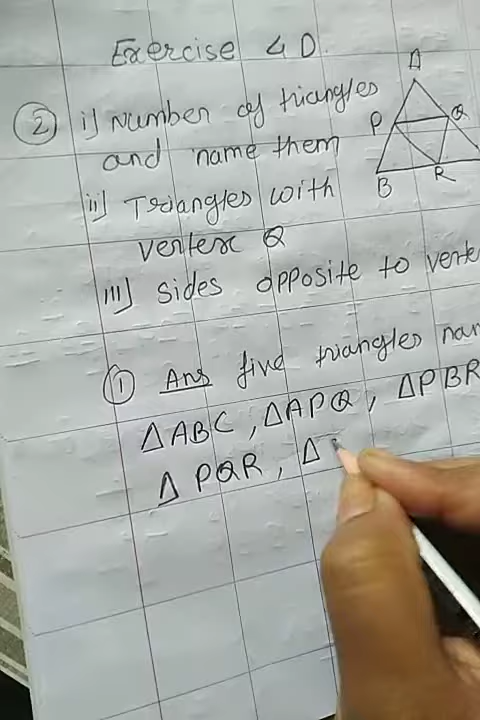 Exercise 4D.
A
② i) Number of triangles
P Q
and name them
B R
ii) Triangles with
vertex Q
iii) sides opposite to verte
① Ans five triangles nam
△ABC, △APQ, △PBR
△ PQR, △